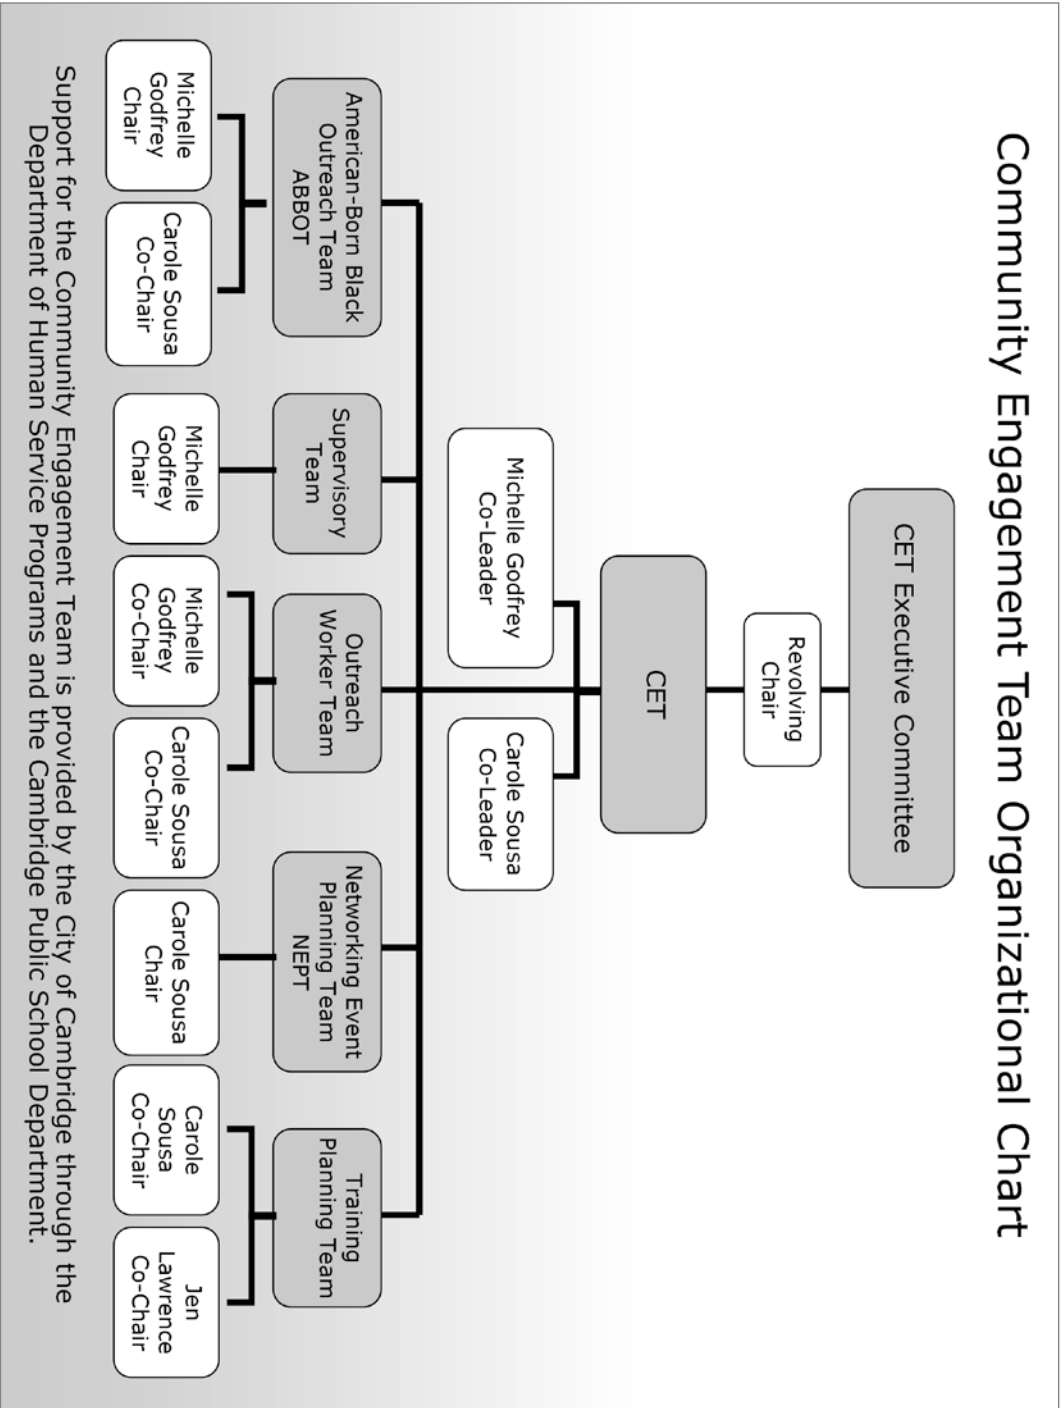 Community Engagement Team Organizational Chart
CET Executive Committee
Revolving
Chair
CET
Michelle Godfrey
Co-Leader
Carole Sousa
Co-Leader
American-Born Black
Outreach Team
ABBOT
Supervisory
Team
Outreach
Worker Team
Networking Event
Planning Team
NEPT
Training
Planning Team
Michelle
Godfrey
Chair
Carole Sousa
Co-Chair
Michelle
Godfrey
Chair
Michelle
Godfrey
Co-Chair
Carole Sousa
Co-Chair
Carole Sousa
Chair
Carole
Sousa
Co-Chair
Jen
Lawrence
Co-Chair
Support for the Community Engagement Team is provided by the City of Cambridge through the
Department of Human Service Programs and the Cambridge Public School Department.